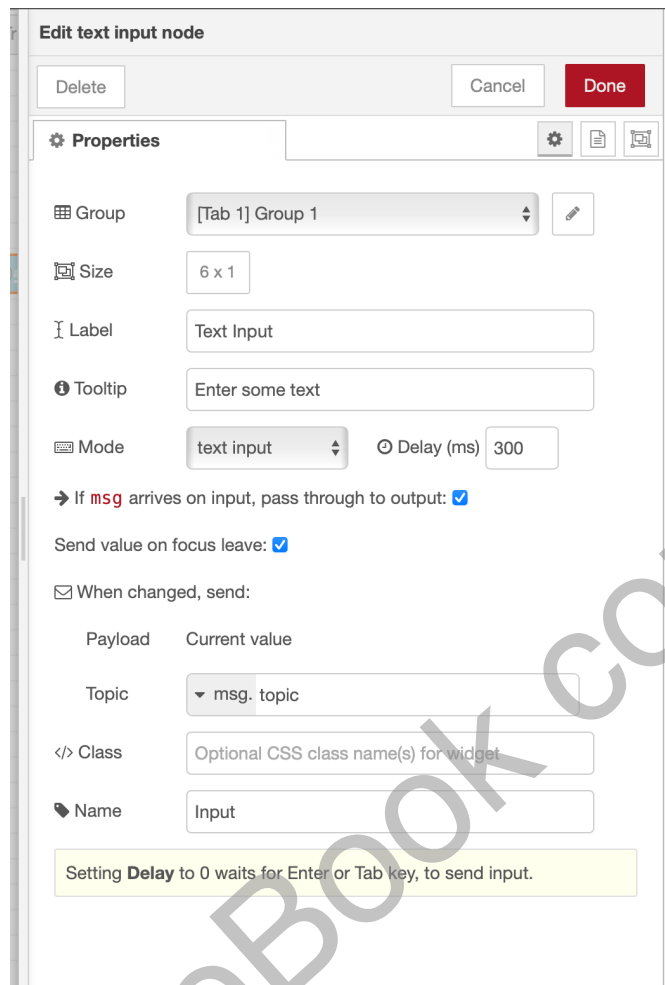 Edit text input node
Delete Cancel Done
Properties
Group [Tab 1] Group 1
Size 6 x 1
Label Text Input
Tooltip Enter some text
Mode text input Delay (ms) 300
If msg arrives on input, pass through to output:
Send value on focus leave:
When changed, send:
Payload Current value
Topic msg. topic
</> Class Optional CSS class name(s) for widget
Name Input
Setting Delay to 0 waits for Enter or Tab key, to send input.